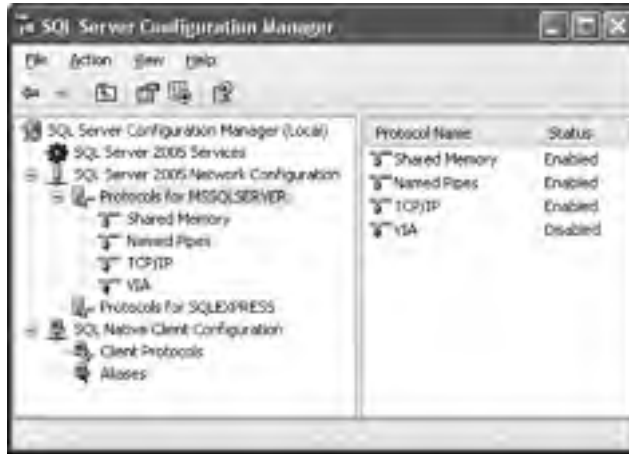 SQL Server Configuration Manager
File Action View Help
SQL Server Configuration Manager (Local)
SQL Server 2005 Services
SQL Server 2005 Network Configuration
Protocols for MSSQLSERVER
Shared Memory
Named Pipes
TCP/IP
VIA
Protocols for SQLEXPRESS
SQL Native Client Configuration
Client Protocols
Aliases
Protocol Name Status
Shared Memory Enabled
Named Pipes Enabled
TCP/IP Enabled
VIA Disabled